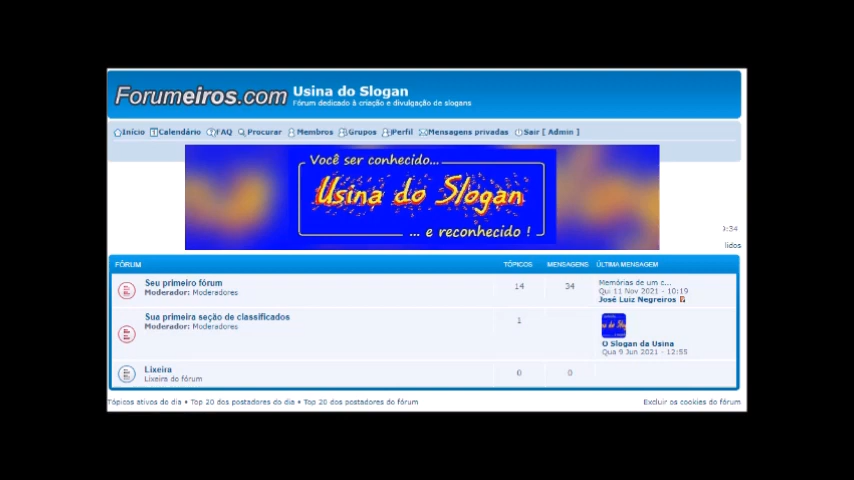 Forumeiros.com
Usina do Slogan
Fórum dedicado à criação e divulgação de slogans
Início Calendário FAQ Procurar Membros Grupos Perfil Mensagens privadas Sair [ Admin ]
Você ser conhecido...
Usina do Slogan
... e reconhecido !
:34
lidos
FÓRUM TÓPICOS MENSAGENS ÚLTIMA MENSAGEM
Seu primeiro fórum
Moderador: Moderadores
14 34
Memórias de um c...
Qui 11 Nov 2021 - 10:19
José Luiz Negreiros
Sua primeira seção de classificados
Moderador: Moderadores
1
O Slogan da Usina
Qua 9 Jun 2021 - 12:55
Lixeira
Lixeira do fórum
0 0
Tópicos ativos do dia • Top 20 dos postadores do dia • Top 20 dos postadores do fórum
Excluir os cookies do fórum